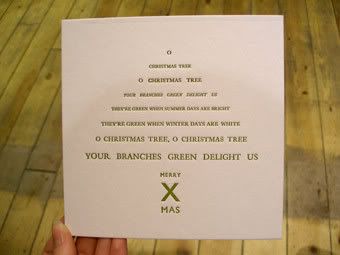 O
CHRISTMAS TREE
O CHRISTMAS TREE
YOUR BRANCHES GREEN DELIGHT US
THEY'RE GREEN WHEN SUMMER DAYS ARE BRIGHT
THEY'RE GREEN WHEN WINTER DAYS ARE WHITE
O CHRISTMAS TREE, O CHRISTMAS TREE
YOUR BRANCHES GREEN DELIGHT US
MERRY
X
MAS